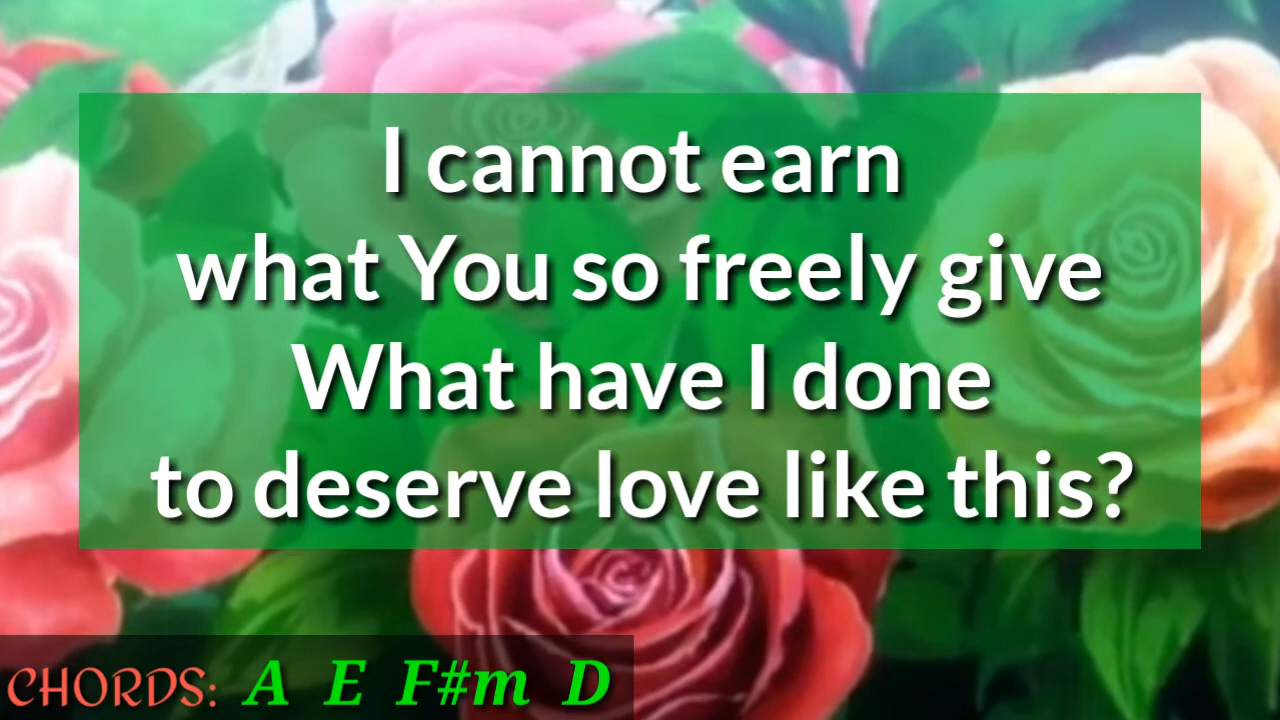 I cannot earn
what You so freely give
What have I done
to deserve love like this?
CHORDS: A E F#m D